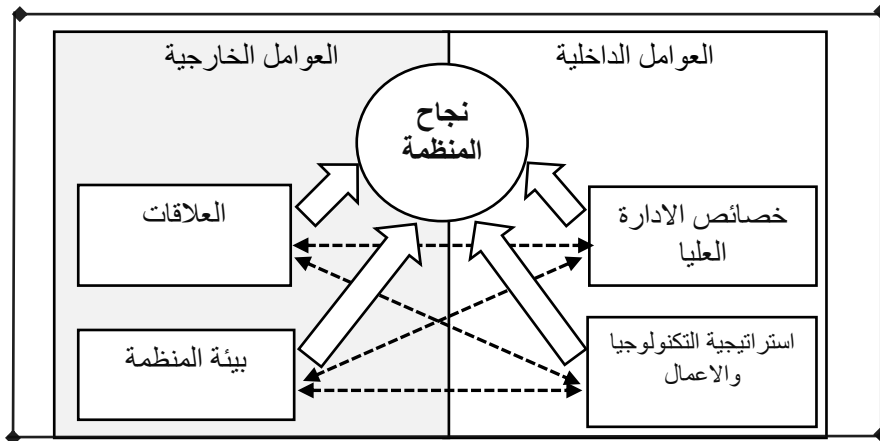 العوامل الداخلية
العوامل الخارجية
نجاح
المنظمة
خصائص الادارة
العليا
العلاقات
استراتيجية التكنولوجيا
والاعمال
بيئة المنظمة